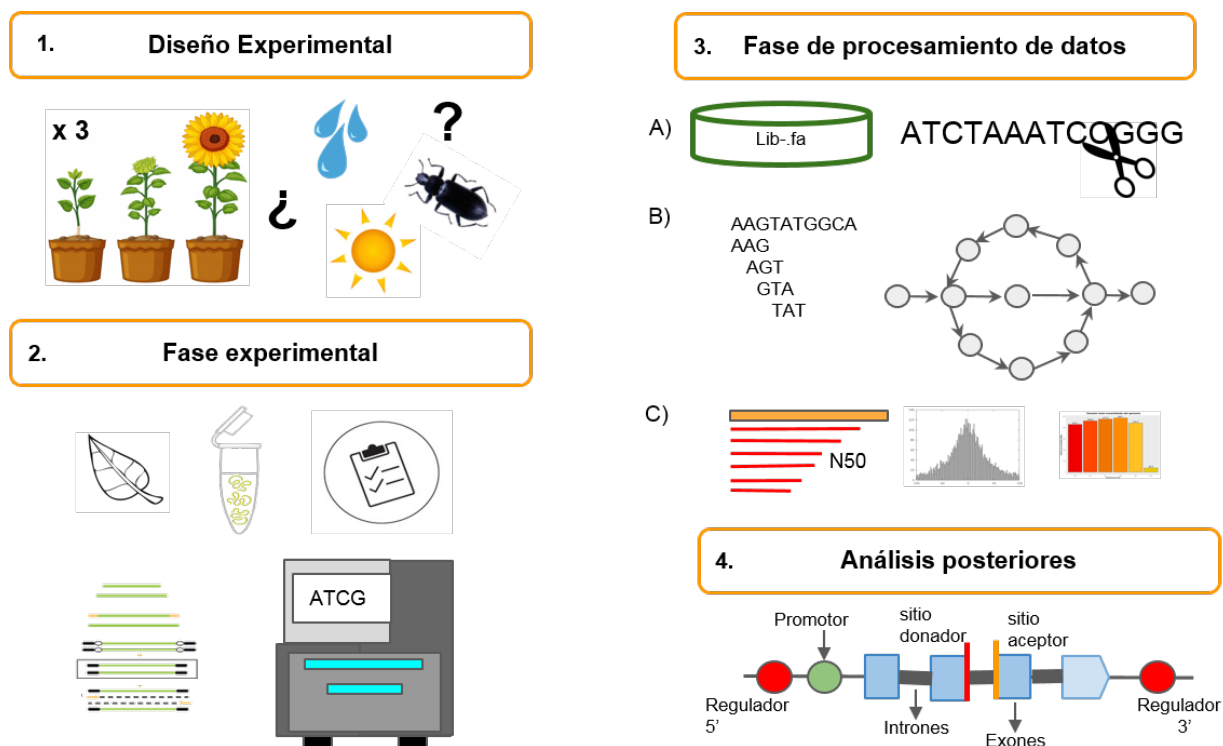 1. Diseño Experimental
x 3
¿
?
2. Fase experimental
ATCG
3. Fase de procesamiento de datos
A)
Lib-.fa
ATCTAAATCOGGG
B)
AAGTATGGCA
AAG
AGT
GTA
TAT
C)
N50
4. Análisis posteriores
Promotor
sitio
donador
sitio
aceptor
Regulador
5’
Intrones
Exones
Regulador
3’